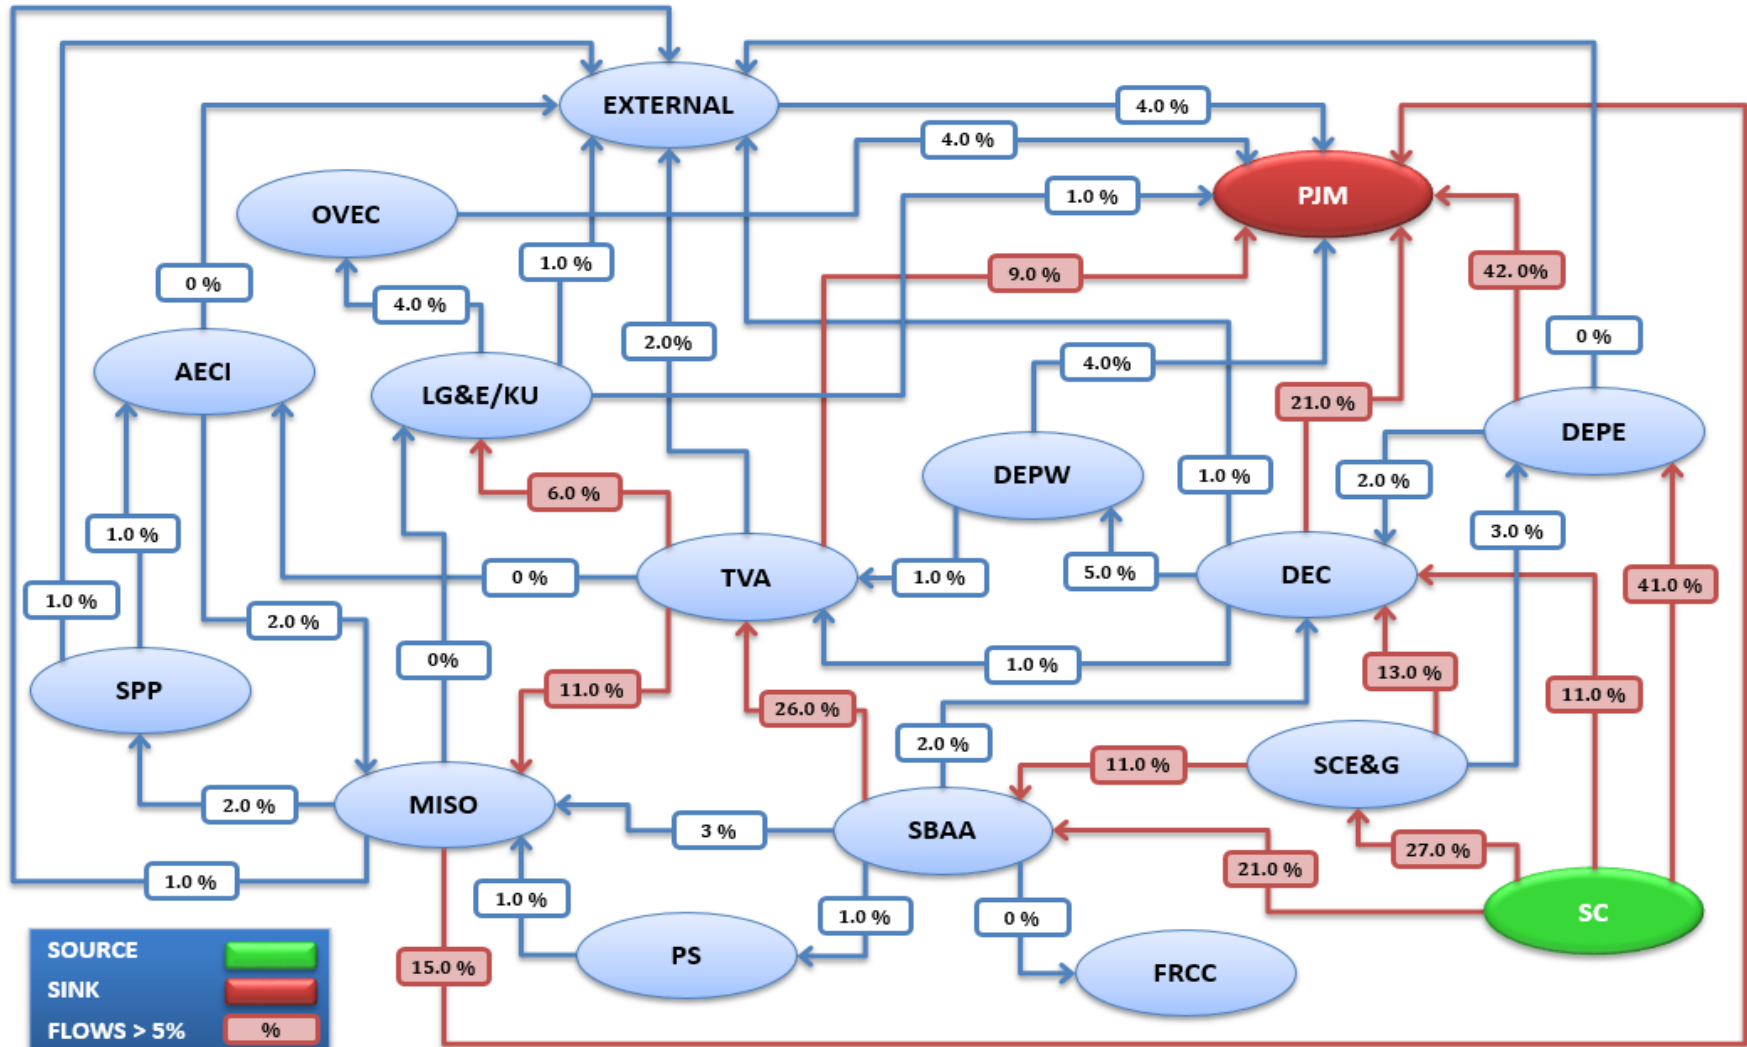 EXTERNAL
4.0 %
4.0 %
PJM
1.0 %
OVEC
1.0 %
9.0 %
42. 0%
0 %
4.0 %
2.0%
0 %
4.0%
AECI
LG&E/KU
21.0 %
DEPE
DEPW
1.0 %
2.0 %
6.0 %
1.0 %
3.0 %
0 %
TVA
1.0 %
5.0 %
DEC
41.0 %
1.0 %
2.0 %
0%
1.0 %
13.0 %
SPP
11.0 %
26.0 %
11.0 %
2.0 %
11.0 %
SCE&G
2.0 %
MISO
3 %
SBAA
27.0 %
21.0 %
1.0 %
1.0 %
1.0 %
0 %
SC
SOURCE
15.0 %
PS
FRCC
SINK
FLOWS > 5%
%